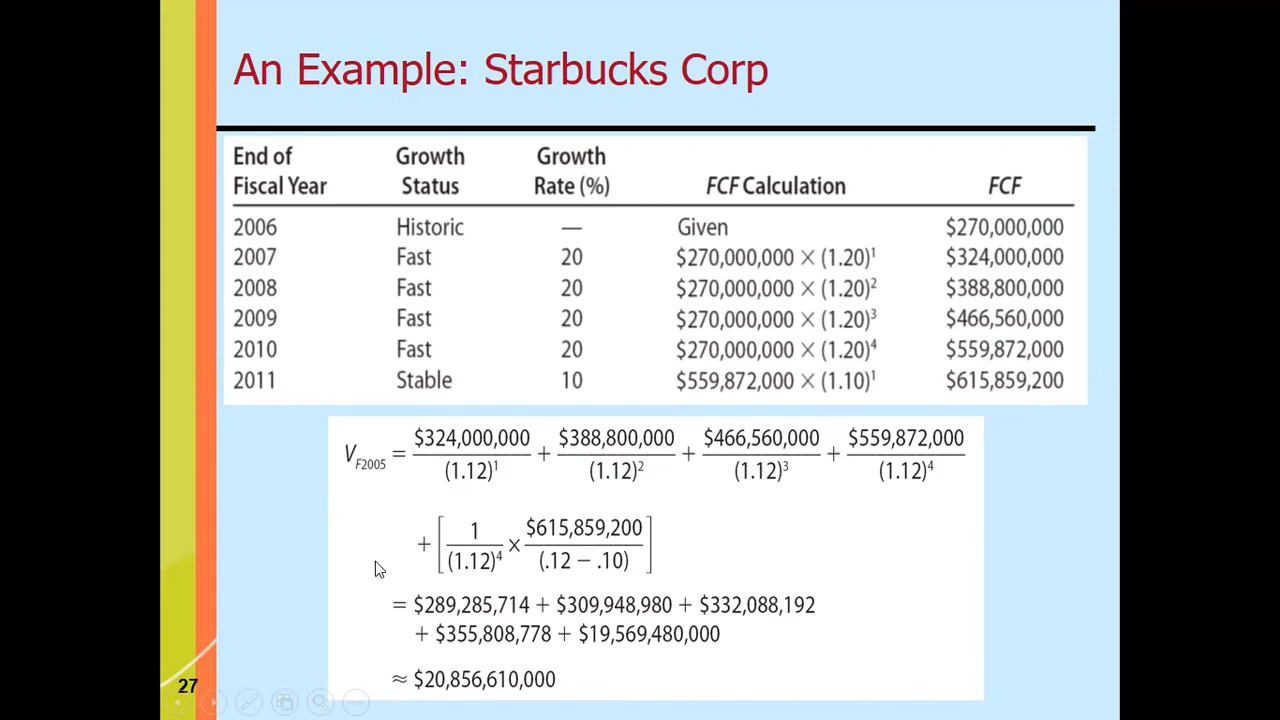 An Example: Starbucks Corp
End of Fiscal Year Growth Status Growth Rate (%) FCF Calculation FCF
2006 Historic — Given $270,000,000
2007 Fast 20 $270,000,000 × (1.20)¹ $324,000,000
2008 Fast 20 $270,000,000 × (1.20)² $388,800,000
2009 Fast 20 $270,000,000 × (1.20)³ $466,560,000
2010 Fast 20 $270,000,000 × (1.20)⁴ $559,872,000
2011 Stable 10 $559,872,000 × (1.10)¹ $615,859,200
V_F2005 = $324,000,000/(1.12)¹ + $388,800,000/(1.12)² + $466,560,000/(1.12)³ + $559,872,000/(1.12)⁴
+ [1/(1.12)⁴ × $615,859,200/(.12 − .10)]
= $289,285,714 + $309,948,980 + $332,088,192
+ $355,808,778 + $19,569,480,000
≈ $20,856,610,000
27